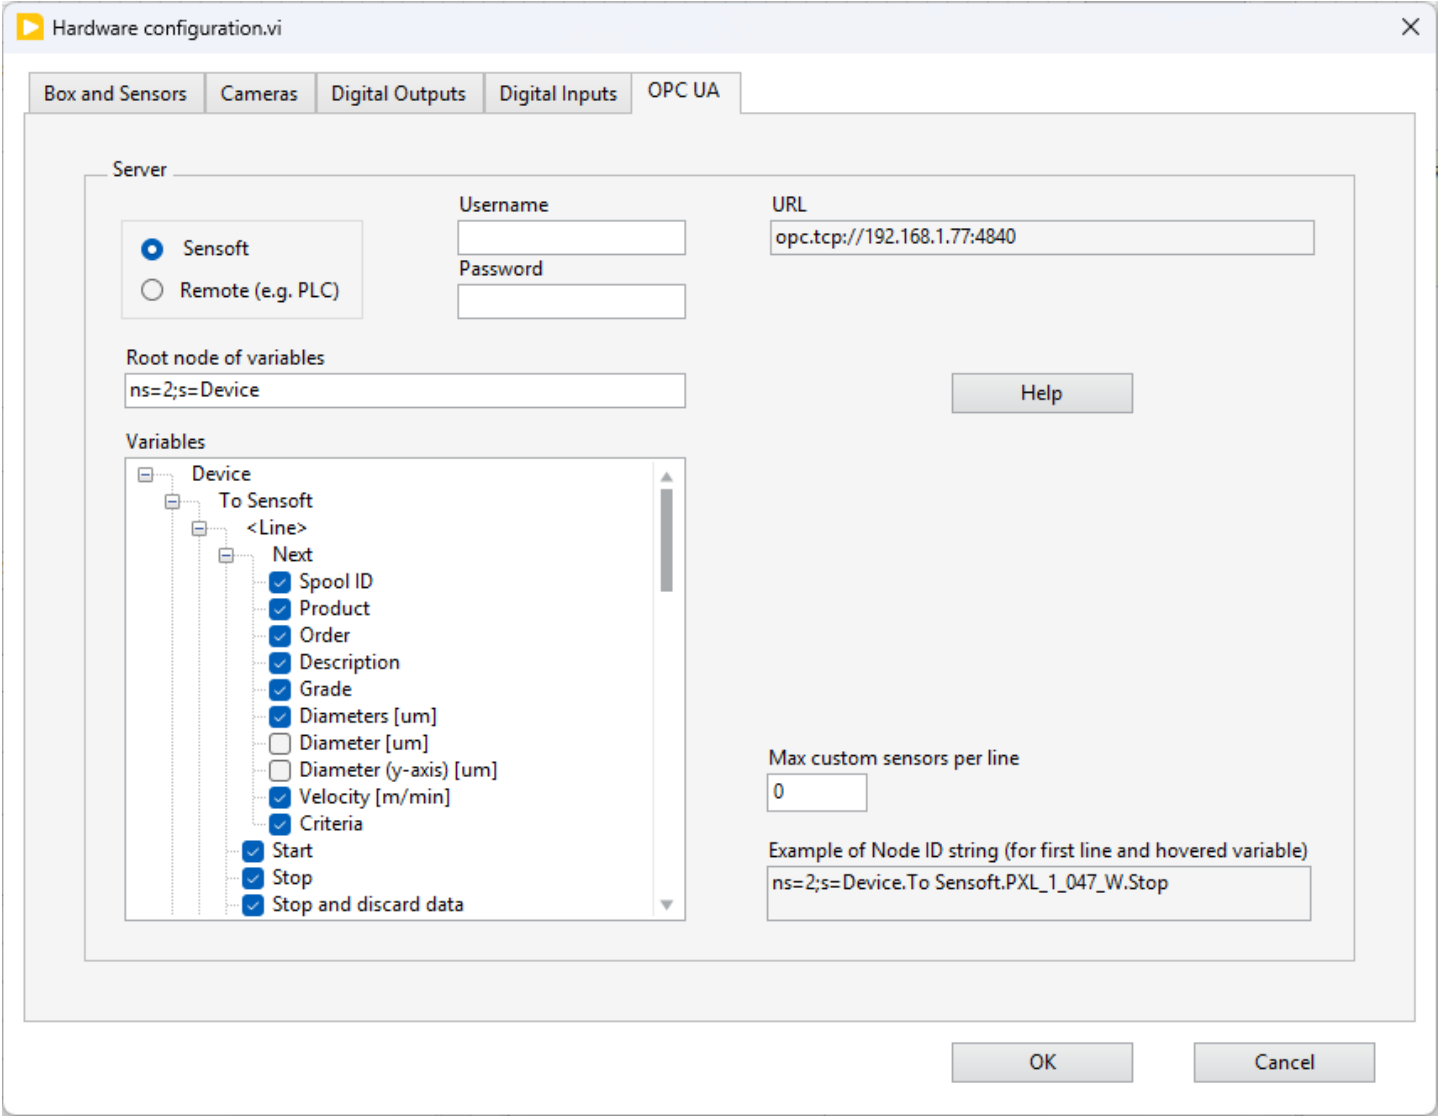 Hardware configuration.vi
Box and Sensors
Cameras
Digital Outputs
Digital Inputs
OPC UA
Server
Sensoft
Remote (e.g. PLC)
Username
Password
URL
opc.tcp://192.168.1.77:4840
Root node of variables
ns=2;s=Device
Help
Variables
Device
To Sensoft
<Line>
Next
Spool ID
Product
Order
Description
Grade
Diameters [um]
Diameter [um]
Diameter (y-axis) [um]
Velocity [m/min]
Criteria
Start
Stop
Stop and discard data
Max custom sensors per line
0
Example of Node ID string (for first line and hovered variable)
ns=2;s=Device.To Sensoft.PXL_1_047_W.Stop
OK
Cancel